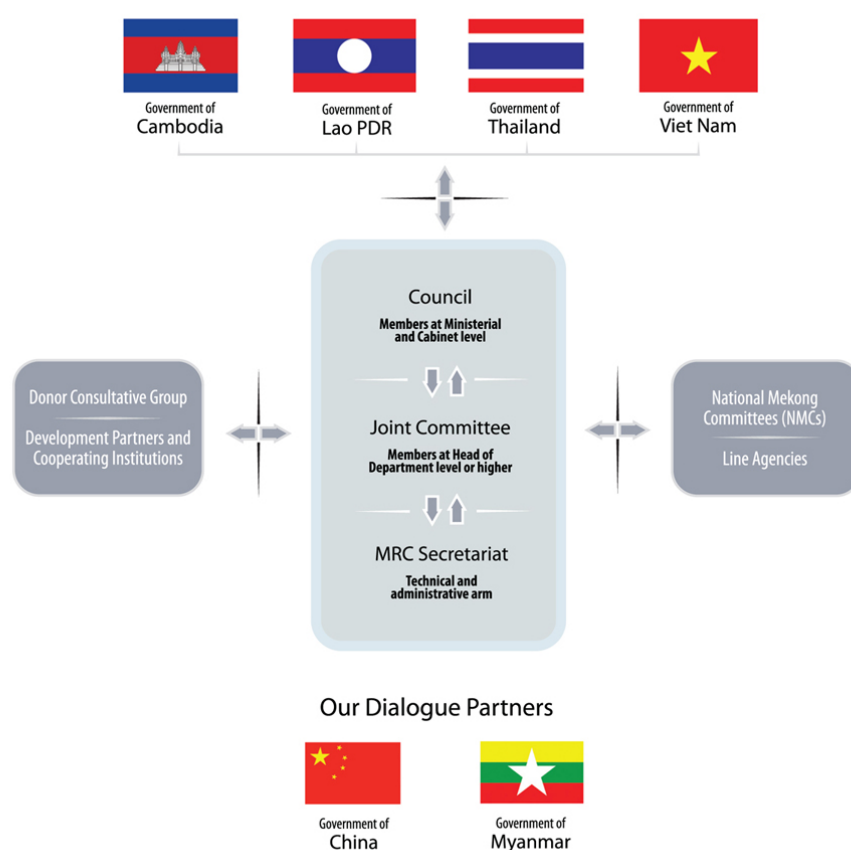 Government of
Cambodia
Government of
Lao PDR
Government of
Thailand
Government of
Viet Nam
Council
Members at Ministerial
and Cabinet level
Donor Consultative Group
Development Partners and
Cooperating Institutions
Joint Committee
Members at Head of
Department level or higher
National Mekong
Committees (NMCs)
Line Agencies
MRC Secretariat
Technical and
administrative arm
Our Dialogue Partners
Government of
China
Government of
Myanmar